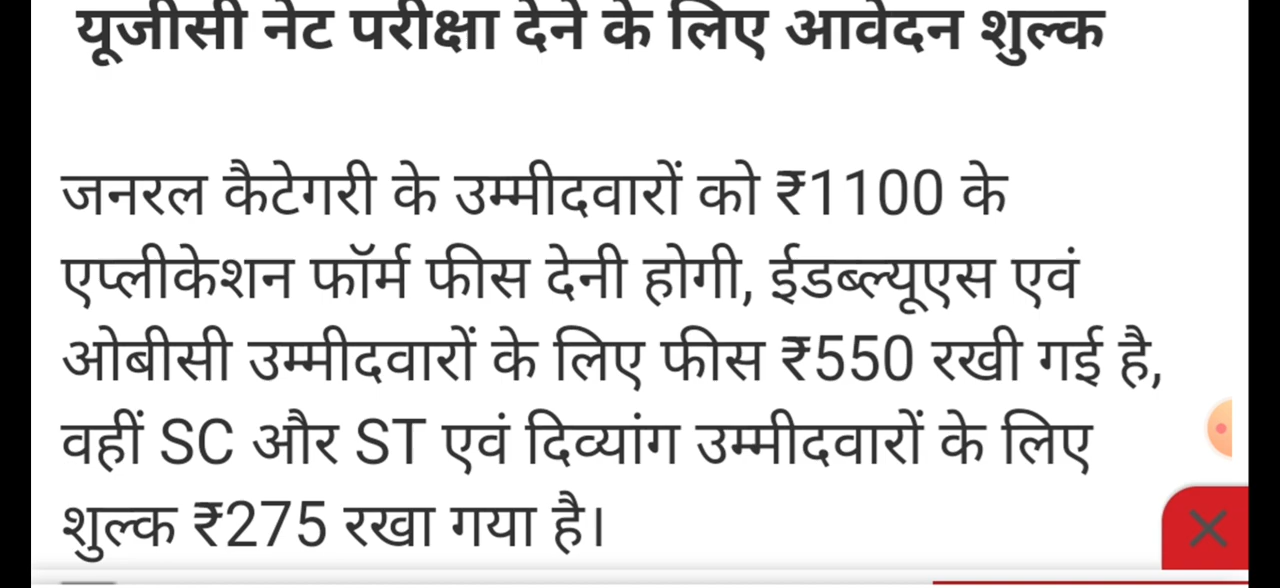 यूजीसी नेट परीक्षा देने के लिए आवेदन शुल्क
जनरल कैटेगरी के उम्मीदवारों को ₹1100 के
एप्लीकेशन फॉर्म फीस देनी होगी, ईडब्ल्यूएस एवं
ओबीसी उम्मीदवारों के लिए फीस ₹550 रखी गई है,
वहीं SC और ST एवं दिव्यांग उम्मीदवारों के लिए
शुल्क ₹275 रखा गया है।